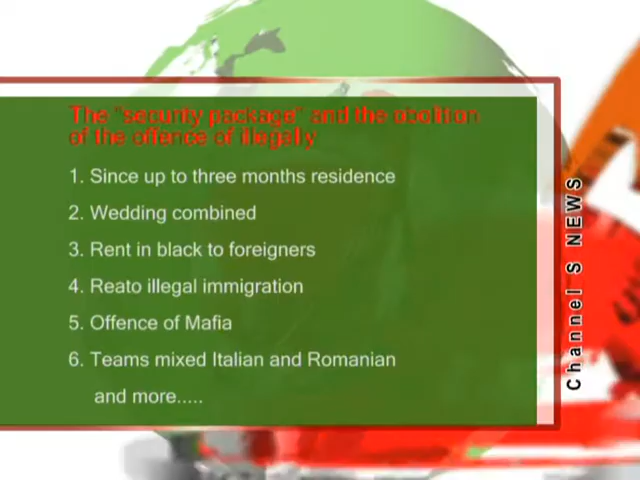 The "security package" and the abolition
of the offence of illegally
1. Since up to three months residence
2. Wedding combined
3. Rent in black to foreigners
4. Reato illegal immigration
5. Offence of Mafia
6. Teams mixed Italian and Romanian
and more.....
Channel S NEWS